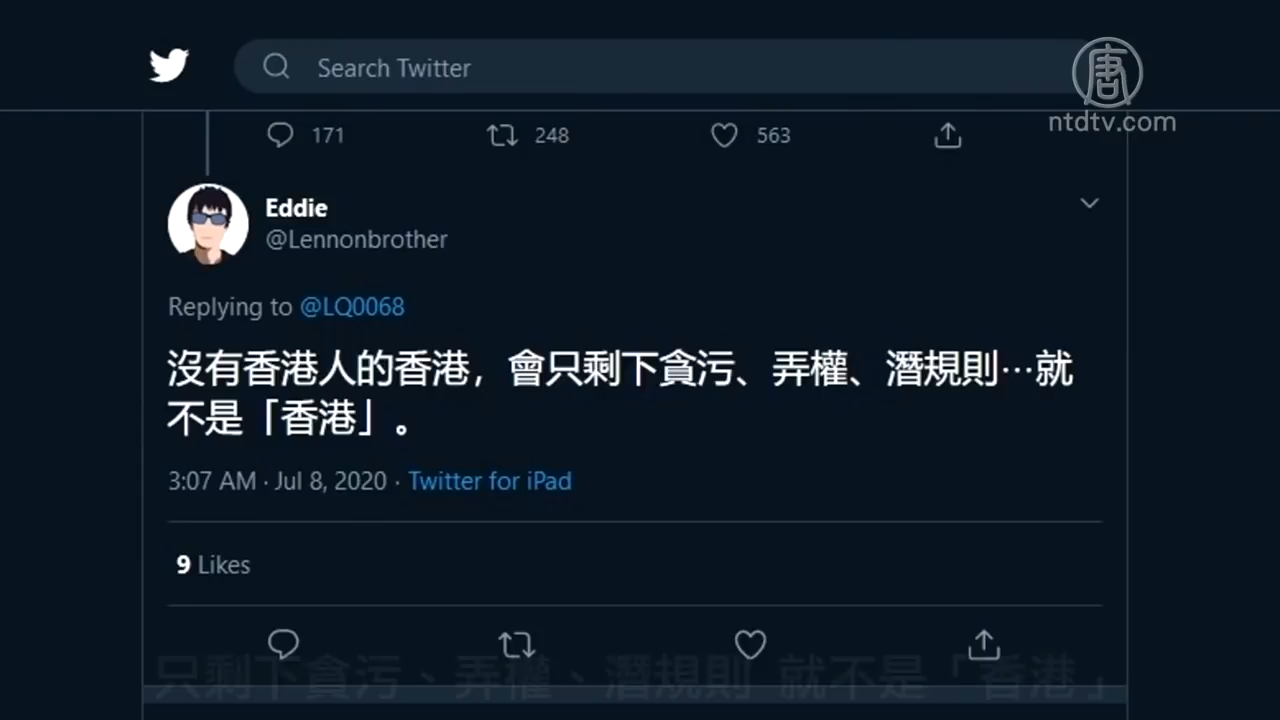 Search Twitter
唐
ntdtv.com
171 248 563
Eddie
@Lennonbrother
Replying to @LQ0068
沒有香港人的香港，會只剩下貪污、弄權、潛規則⋯就
不是「香港」。
3:07 AM · Jul 8, 2020 · Twitter for iPad
9 Likes
只剩下貪污、弄權、潛規則 就不是「香港」